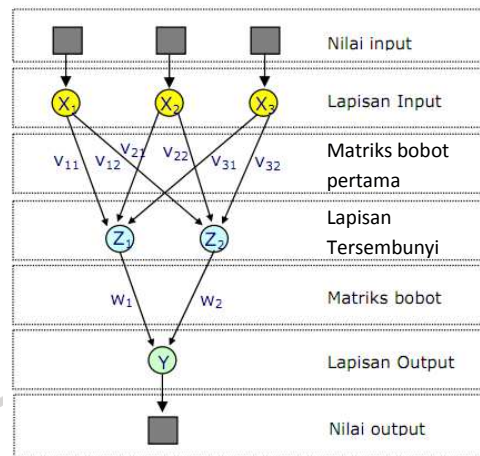 Nilai input
X1 X2 X3
Lapisan Input
v11 v12 v21 v22 v31 v32
Matriks bobot
pertama
Z1 Z2
Lapisan
Tersembunyi
w1 w2
Matriks bobot
Y
Lapisan Output
Nilai output